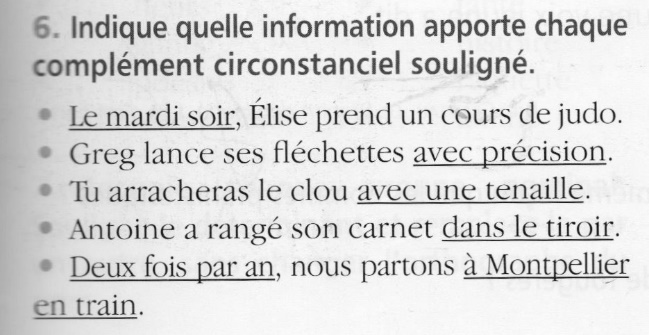 6. Indique quelle information apporte chaque
complément circonstanciel souligné.
• Le mardi soir, Élise prend un cours de judo.
• Greg lance ses fléchettes avec précision.
• Tu arracheras le clou avec une tenaille.
• Antoine a rangé son carnet dans le tiroir.
• Deux fois par an, nous partons à Montpellier
en train.